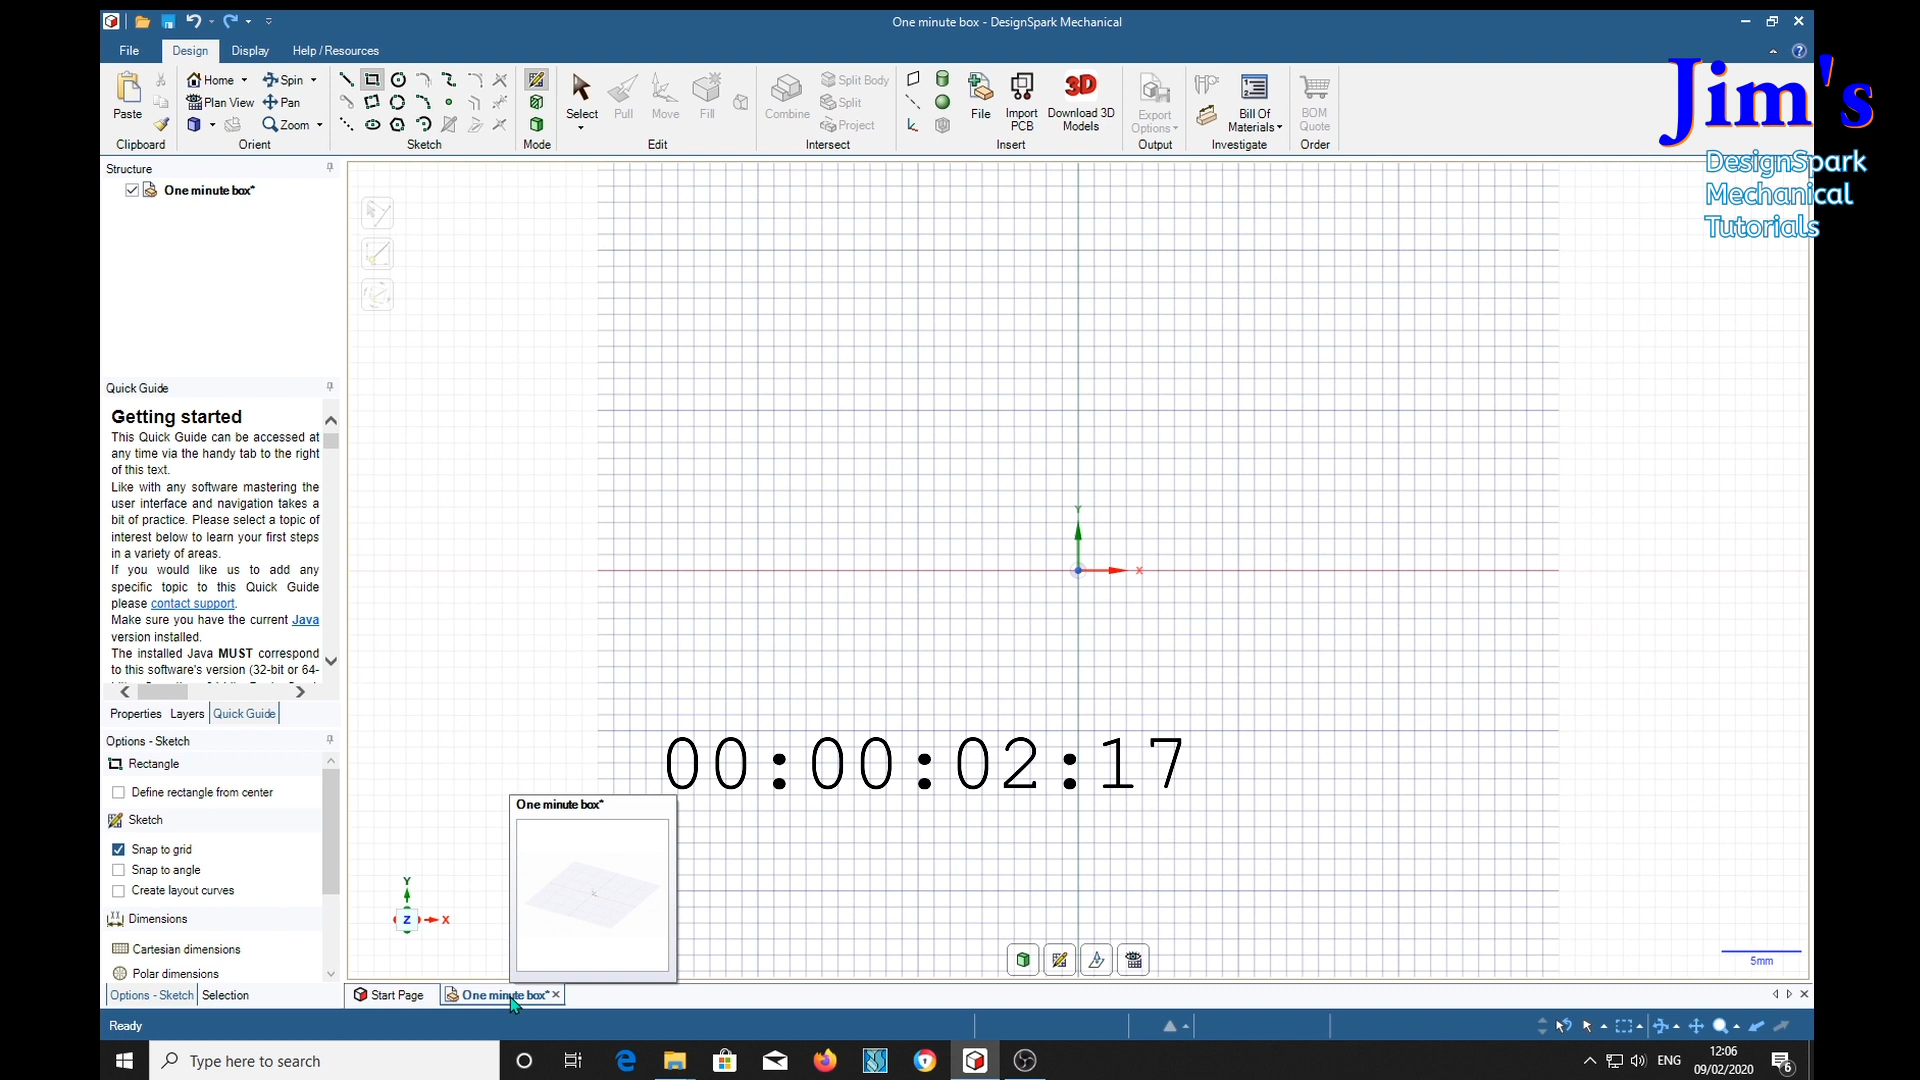 One minute box - DesignSpark Mechanical
File
Design
Display
Help / Resources
Paste
Clipboard
Home
Plan View
Spin
Pan
Zoom
Orient
Sketch
Mode
Select
Pull
Move
Fill
Edit
Combine
Split Body
Split
Project
Intersect
File
Import PCB
Download 3D Models
Insert
Export Options
Output
Bill Of Materials
Investigate
BOM Quote
Order
Jim's
DesignSpark
Mechanical
Tutorials
Structure
One minute box*
Quick Guide
Getting started
This Quick Guide can be accessed at
any time via the handy tab to the right
of this text.
Like with any software mastering the
user interface and navigation takes a
bit of practice. Please select a topic of
interest below to learn your first steps
in a variety of areas.
If you would like us to add any
specific topic to this Quick Guide
please contact support.
Make sure you have the current Java
version installed.
The installed Java MUST correspond
to this software's version (32-bit or 64-
Properties
Layers
Quick Guide
Options - Sketch
Rectangle
Define rectangle from center
Sketch
Snap to grid
Snap to angle
Create layout curves
Dimensions
Cartesian dimensions
Polar dimensions
Options - Sketch
Selection
Y
X
00:00:02:17
One minute box*
Y
Z
X
5mm
Start Page
One minute box*
Ready
Type here to search
ENG
12:06
09/02/2020
6